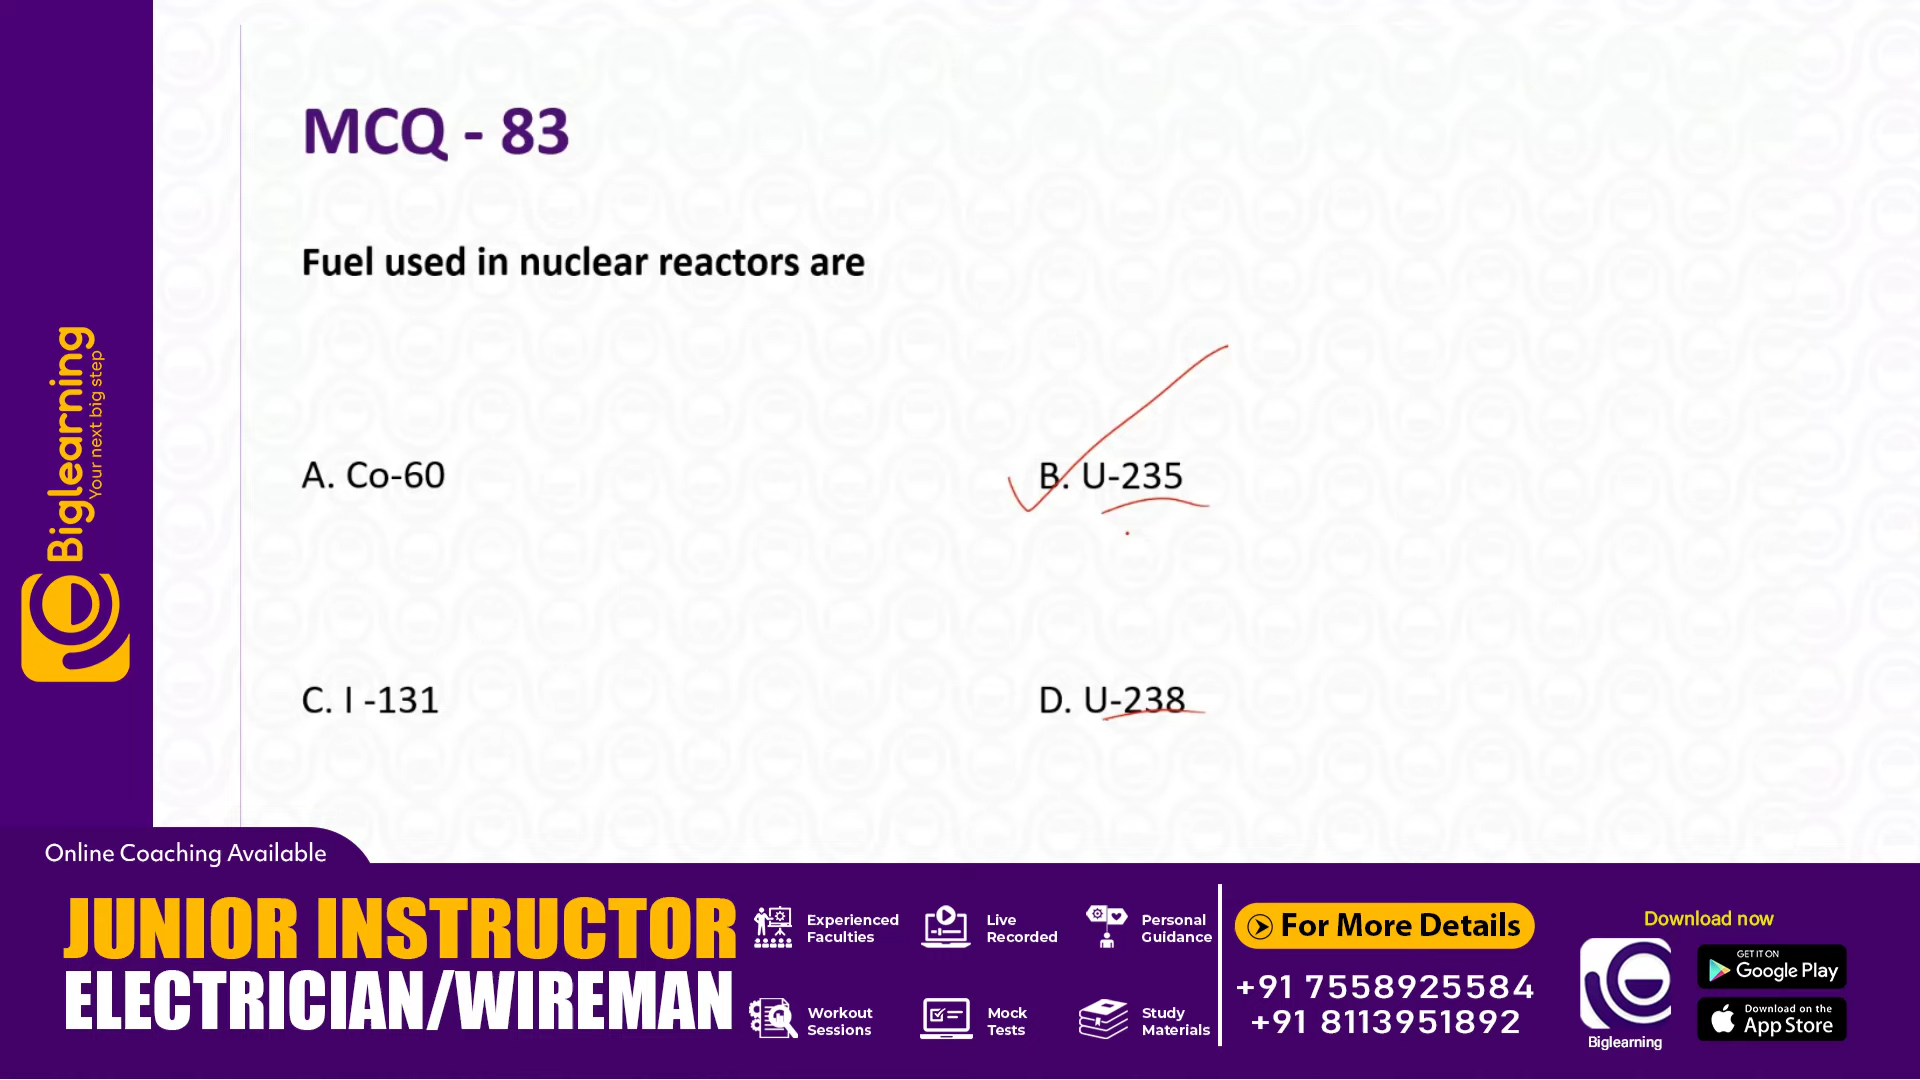 MCQ - 83
Fuel used in nuclear reactors are
A. Co-60
B. U-235
C. I -131
D. U-238
Biglearning
Your next big step
Online Coaching Available
JUNIOR INSTRUCTOR
ELECTRICIAN/WIREMAN
Experienced
Faculties
Live
Recorded
Personal
Guidance
Workout
Sessions
Mock
Tests
Study
Materials
For More Details
+91 7558925584
+91 8113951892
Download now
Biglearning
GET IT ON
Google Play
Download on the
App Store